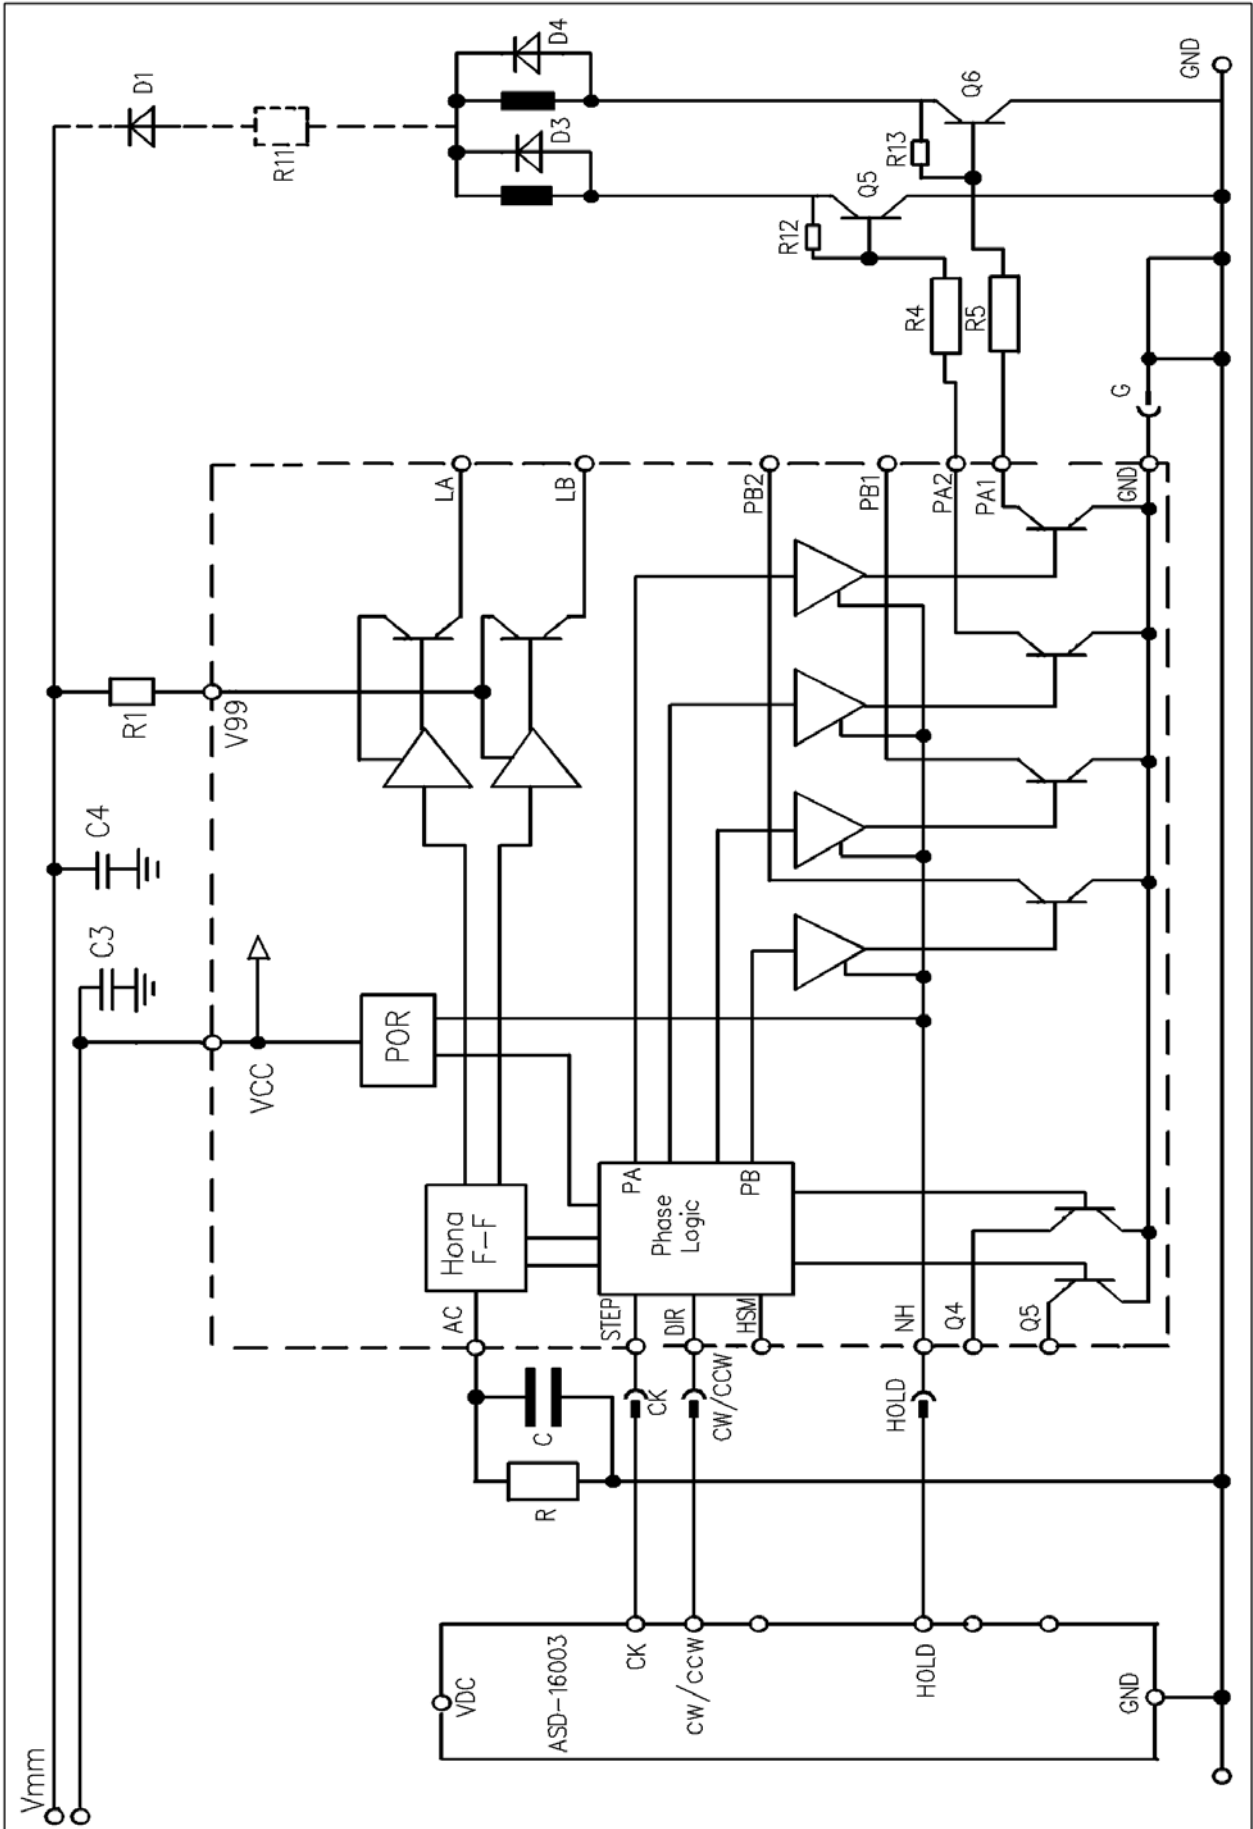 Vmm
C3
C4
R1
D1
R11
D4
D3
Q6
R13
Q5
R12
R4
R5
GND
G
V99
VCC
POR
LA
LB
PB2
PB1
PA2
PA1
GND
Hona
F-F
AC
PA
PB
Phase
Logic
STEP
DIR
HSM
NH
Q4
Q5
C
R
CK
CW/CCW
HOLD
VDC
ASD-16003
CK
CW/CCW
HOLD
GND